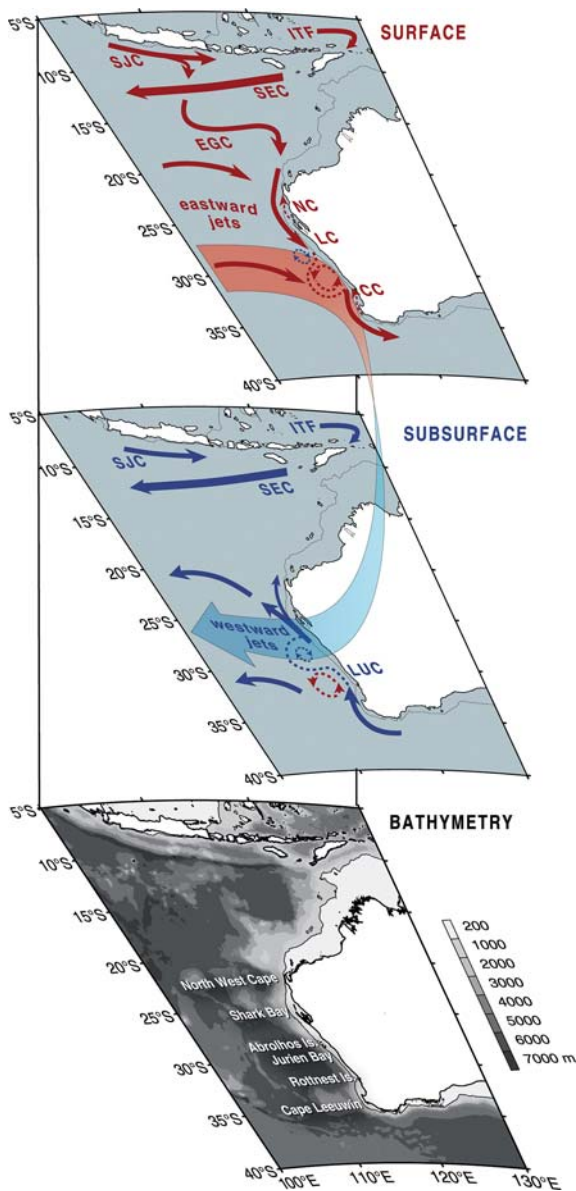 ITF
SURFACE
SJC
SEC
10°S
15°S
EGC
20°S
eastward
jets
NC
25°S
LC
30°S
CC
35°S
40°S
5°S
ITF
SUBSURFACE
SJC
10°S
SEC
15°S
20°S
25°S
westward
jets
30°S
LUC
35°S
40°S
5°S
BATHYMETRY
10°S
15°S
200
1000
2000
3000
4000
5000
6000
7000 m
20°S
North West Cape
25°S
Shark Bay
Abrolhos Is.
Jurien Bay
30°S
Rottnest Is.
Cape Leeuwin
35°S
40°S
100°E
110°E
120°E
130°E